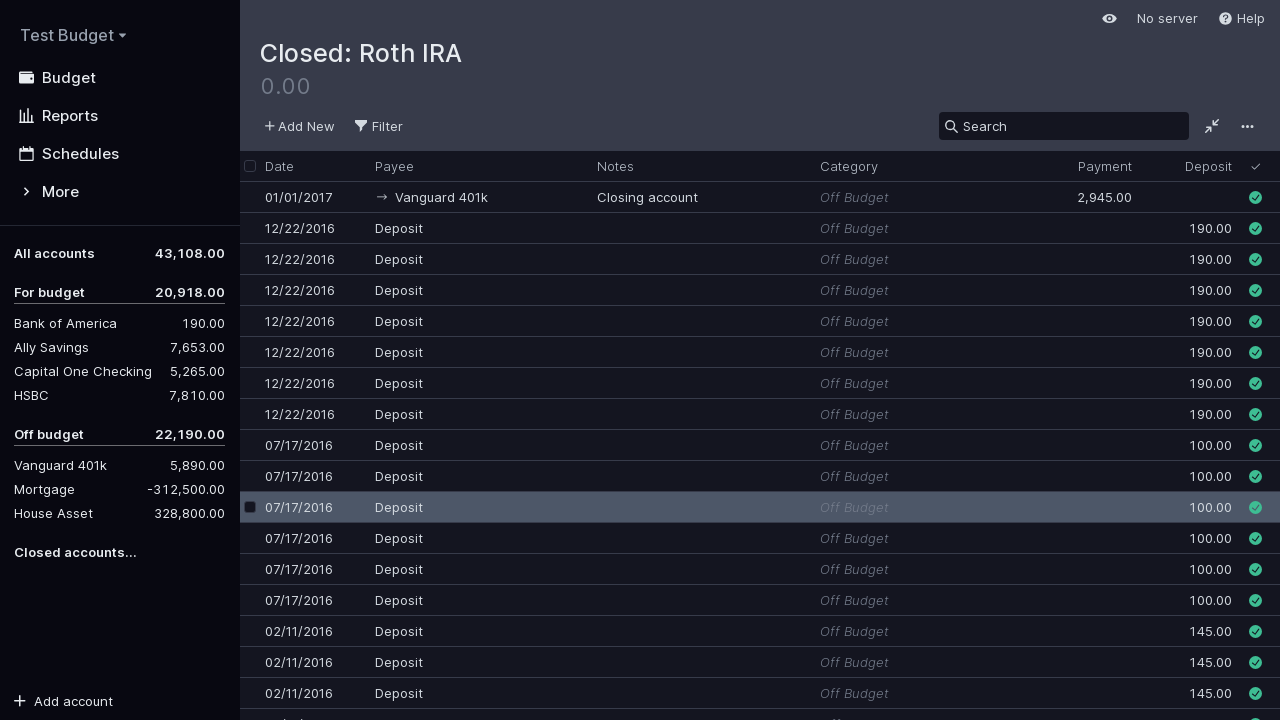 Test Budget
Budget
Reports
Schedules
More
All accounts 43,108.00
For budget 20,918.00
Bank of America 190.00
Ally Savings 7,653.00
Capital One Checking 5,265.00
HSBC 7,810.00
Off budget 22,190.00
Vanguard 401k 5,890.00
Mortgage -312,500.00
House Asset 328,800.00
Closed accounts...
Add account
No server Help
Closed: Roth IRA
0.00
Add New Filter Search
Date Payee Notes Category Payment Deposit
01/01/2017 → Vanguard 401k Closing account Off Budget 2,945.00
12/22/2016 Deposit Off Budget 190.00
12/22/2016 Deposit Off Budget 190.00
12/22/2016 Deposit Off Budget 190.00
12/22/2016 Deposit Off Budget 190.00
12/22/2016 Deposit Off Budget 190.00
12/22/2016 Deposit Off Budget 190.00
12/22/2016 Deposit Off Budget 190.00
07/17/2016 Deposit Off Budget 100.00
07/17/2016 Deposit Off Budget 100.00
07/17/2016 Deposit Off Budget 100.00
07/17/2016 Deposit Off Budget 100.00
07/17/2016 Deposit Off Budget 100.00
07/17/2016 Deposit Off Budget 100.00
02/11/2016 Deposit Off Budget 145.00
02/11/2016 Deposit Off Budget 145.00
02/11/2016 Deposit Off Budget 145.00